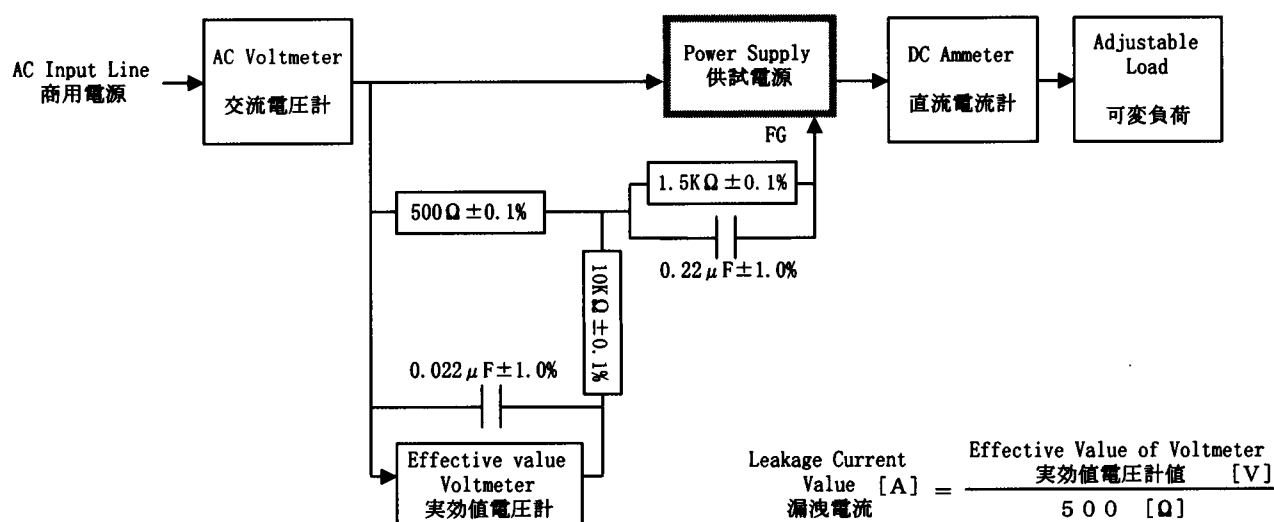 AC Input Line
商用電源
AC Voltmeter
交流電圧計
Power Supply
供試電源
DC Ammeter
直流電流計
Adjustable
Load
可変負荷
FG
500Ω±0.1%
1.5KΩ±0.1%
0.22μF±1.0%
10KΩ±0.1%
0.022μF±1.0%
Effective value
Voltmeter
実効値電圧計
Leakage Current
Value [A] =
漏洩電流
Effective Value of Voltmeter
実効値電圧計値 [V]
500 [Ω]